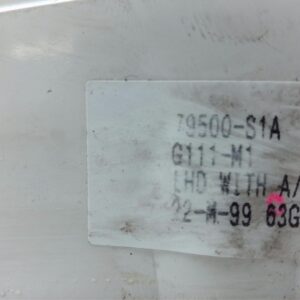 79500-S1A
G111-M1
LHD WITH A/
02-M-99 63G